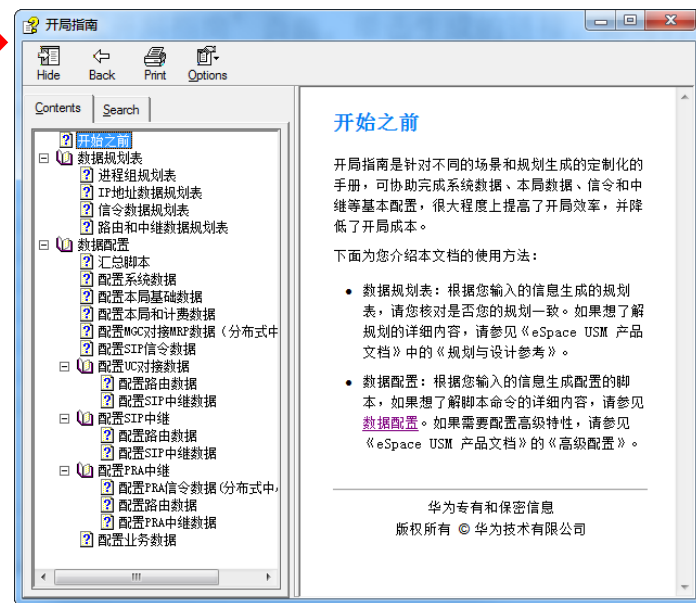 开局指南
Hide Back Print Options
Contents Search
开始之前
数据规划表
进程组规划表
IP地址数据规划表
信令数据规划表
路由和中继数据规划表
数据配置
汇总脚本
配置系统数据
配置本局基础数据
配置本局和计费数据
配置MGC对接MRP数据（分布式中
配置SIP信令数据
配置UC对接数据
配置路由数据
配置SIP中继数据
配置SIP中继
配置路由数据
配置SIP中继数据
配置PRA中继
配置PRA信令数据(分布式中,
配置路由数据
配置PRA中继数据
配置业务数据
开始之前
开局指南是针对不同的场景和规划生成的定制化的
手册，可协助完成系统数据、本局数据、信令和中
继等基本配置，很大程度上提高了开局效率，并降
低了开局成本。
下面为您介绍本文档的使用方法：
● 数据规划表：根据您输入的信息生成的规划
表，请您核对是否您的规划一致。如果想了解
规划的详细内容，请参见《eSpace USM 产品
文档》中的《规划与设计参考》。
● 数据配置：根据您输入的信息生成配置的脚
本，如果想了解脚本命令的详细内容，请参见
数据配置。如果需要配置高级特性，请参见
《eSpace USM 产品文档》的《高级配置》。
华为专有和保密信息
版权所有 © 华为技术有限公司